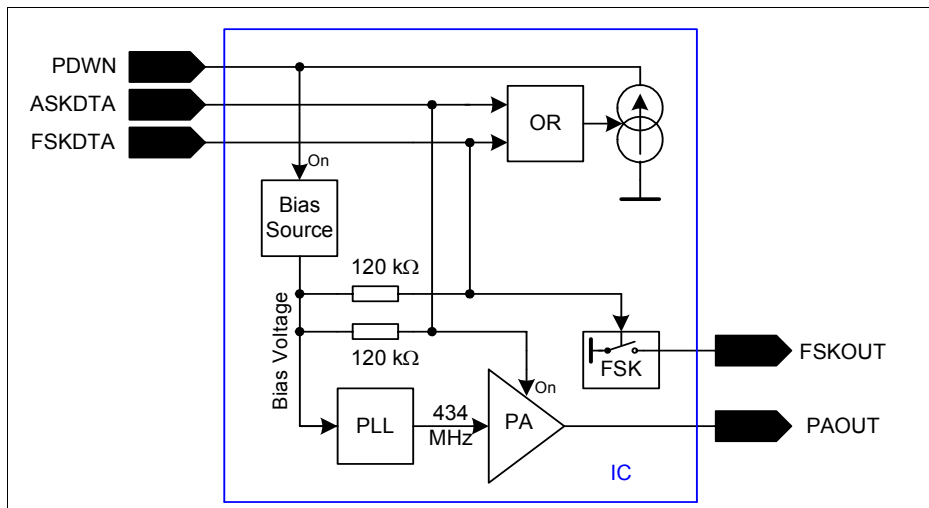 PDWN
ASKDTA
FSKDTA
OR
On
Bias
Source
120 kΩ
120 kΩ
Bias Voltage
FSK
FSKOUT
On
PLL
434
MHz
PA
PAOUT
IC